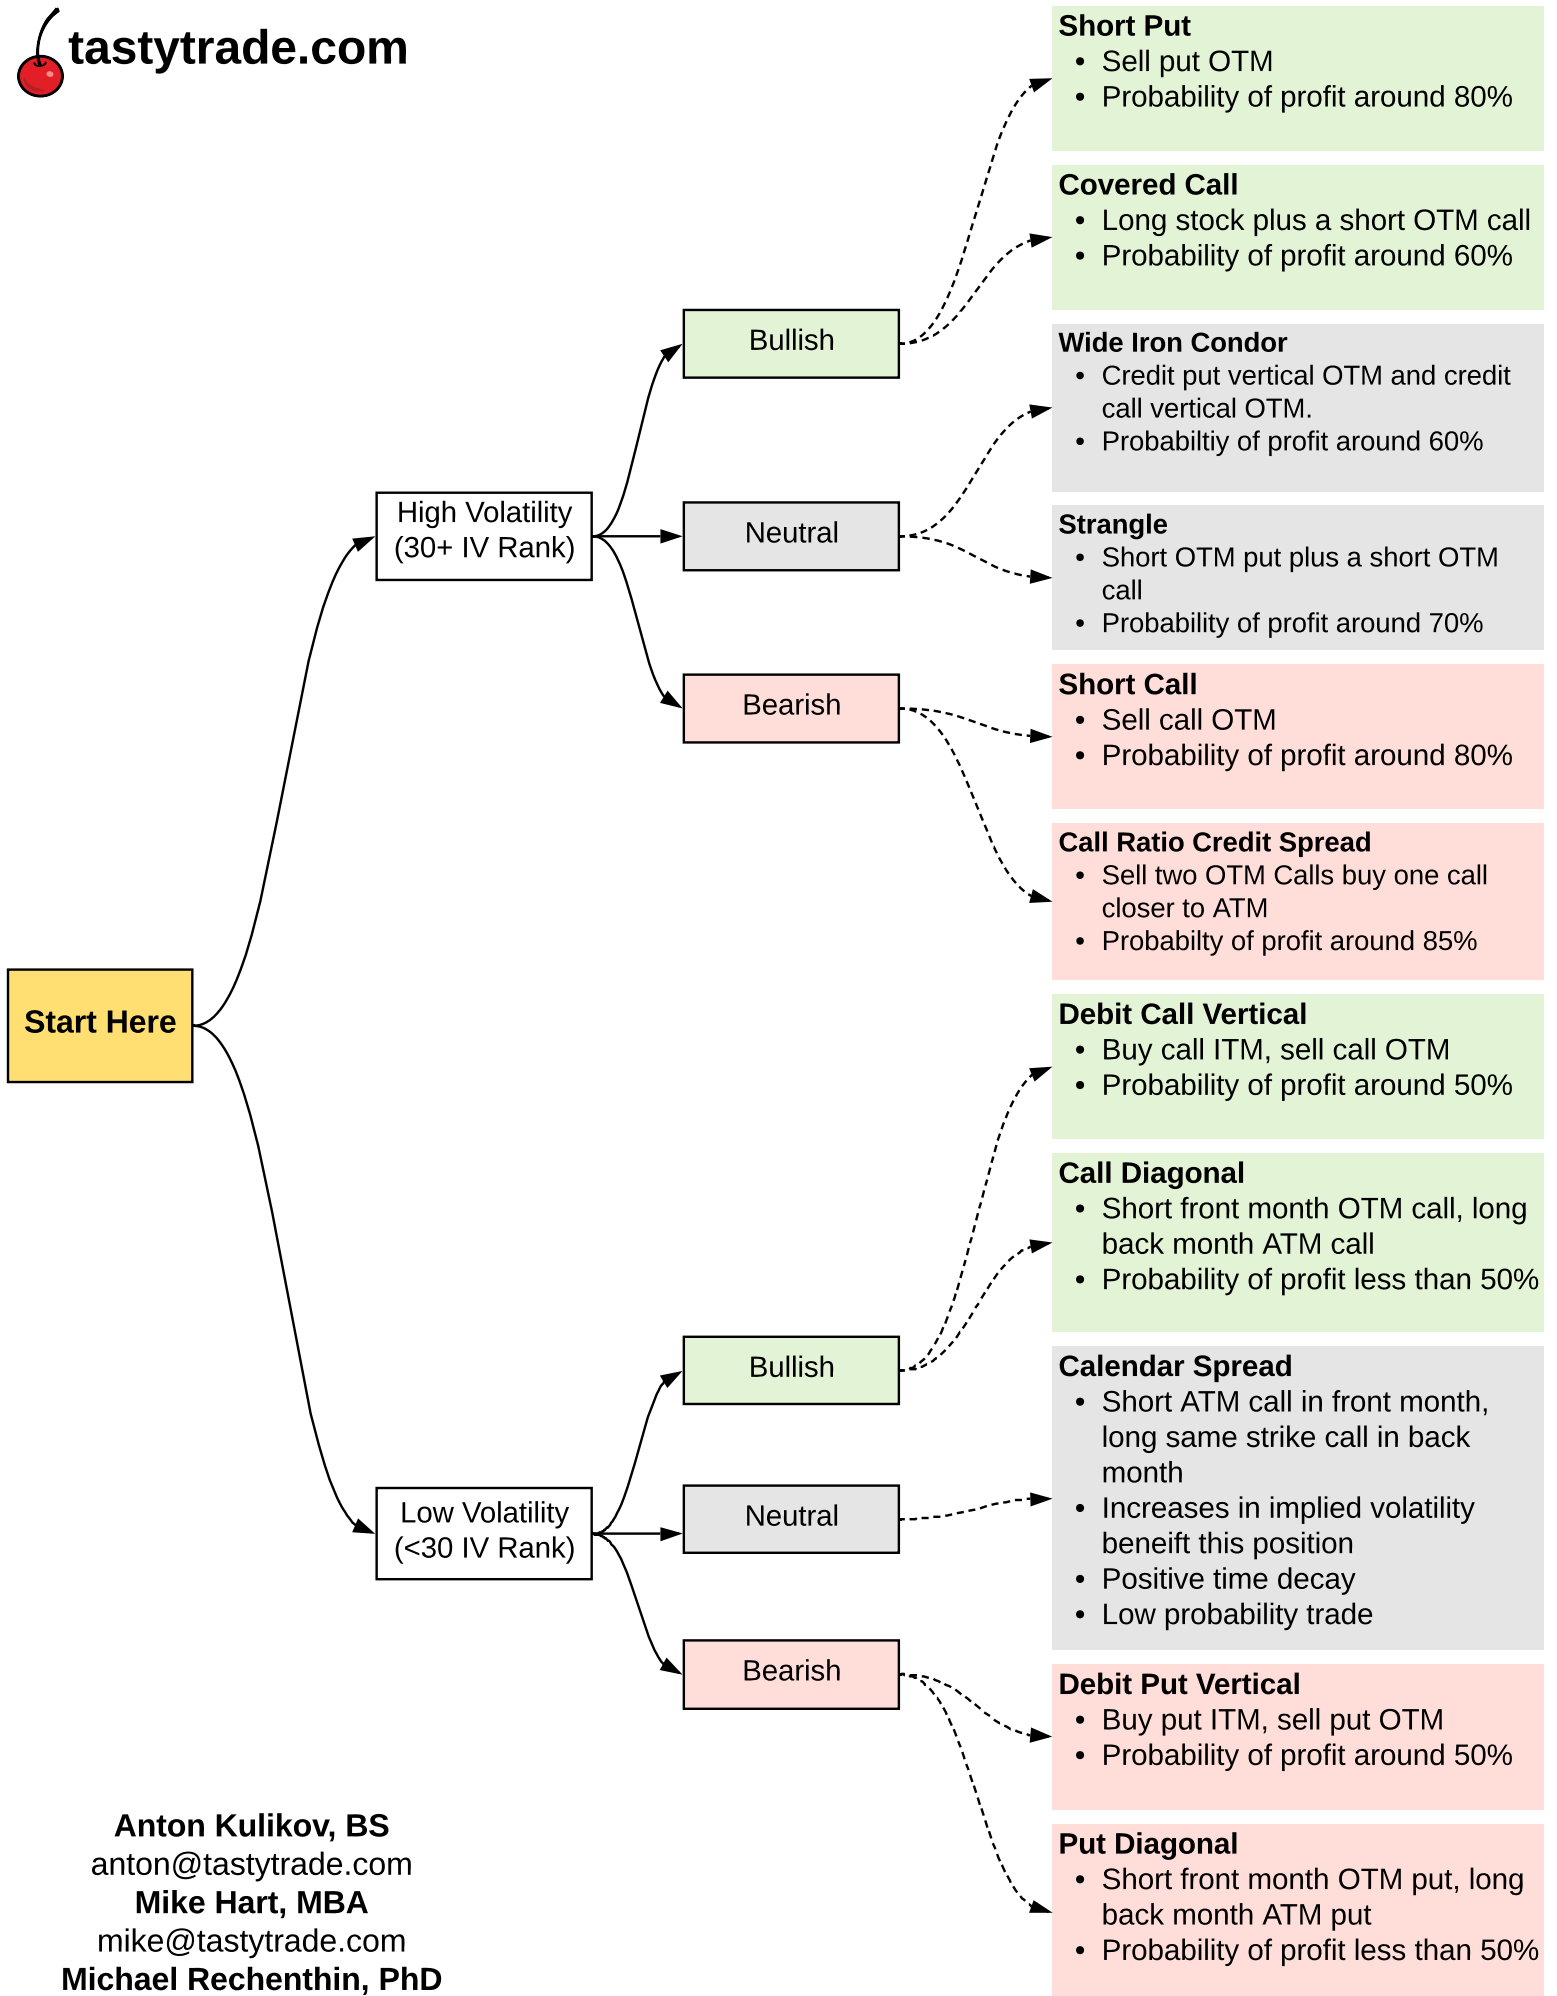 tastytrade.com
Short Put
• Sell put OTM
• Probability of profit around 80%
Covered Call
• Long stock plus a short OTM call
• Probability of profit around 60%
Bullish
Wide Iron Condor
• Credit put vertical OTM and credit
call vertical OTM.
• Probabiltiy of profit around 60%
High Volatility
(30+ IV Rank)
Neutral
Strangle
• Short OTM put plus a short OTM
call
• Probability of profit around 70%
Bearish
Short Call
• Sell call OTM
• Probability of profit around 80%
Call Ratio Credit Spread
• Sell two OTM Calls buy one call
closer to ATM
• Probabilty of profit around 85%
Start Here
Debit Call Vertical
• Buy call ITM, sell call OTM
• Probability of profit around 50%
Call Diagonal
• Short front month OTM call, long
back month ATM call
• Probability of profit less than 50%
Bullish
Calendar Spread
• Short ATM call in front month,
long same strike call in back
month
• Increases in implied volatility
beneift this position
• Positive time decay
• Low probability trade
Low Volatility
(<30 IV Rank)
Neutral
Bearish
Debit Put Vertical
• Buy put ITM, sell put OTM
• Probability of profit around 50%
Put Diagonal
• Short front month OTM put, long
back month ATM put
• Probability of profit less than 50%
Anton Kulikov, BS
anton@tastytrade.com
Mike Hart, MBA
mike@tastytrade.com
Michael Rechenthin, PhD